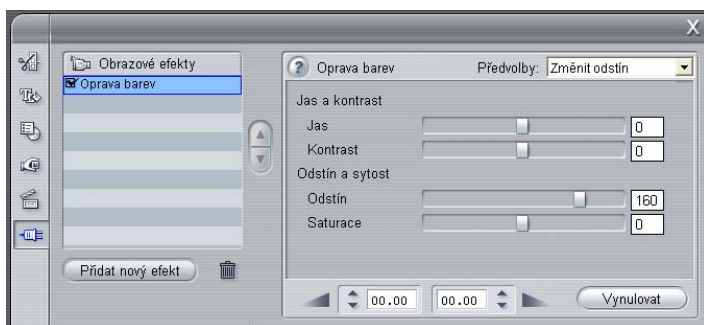 X
Obrazové efekty
Oprava barev
Přidat nový efekt
? Oprava barev Předvolby: Změnit odstín
Jas a kontrast
Jas 0
Kontrast 0
Odstín a sytost
Odstín 160
Saturace 0
00.00 00.00 Vynulovat